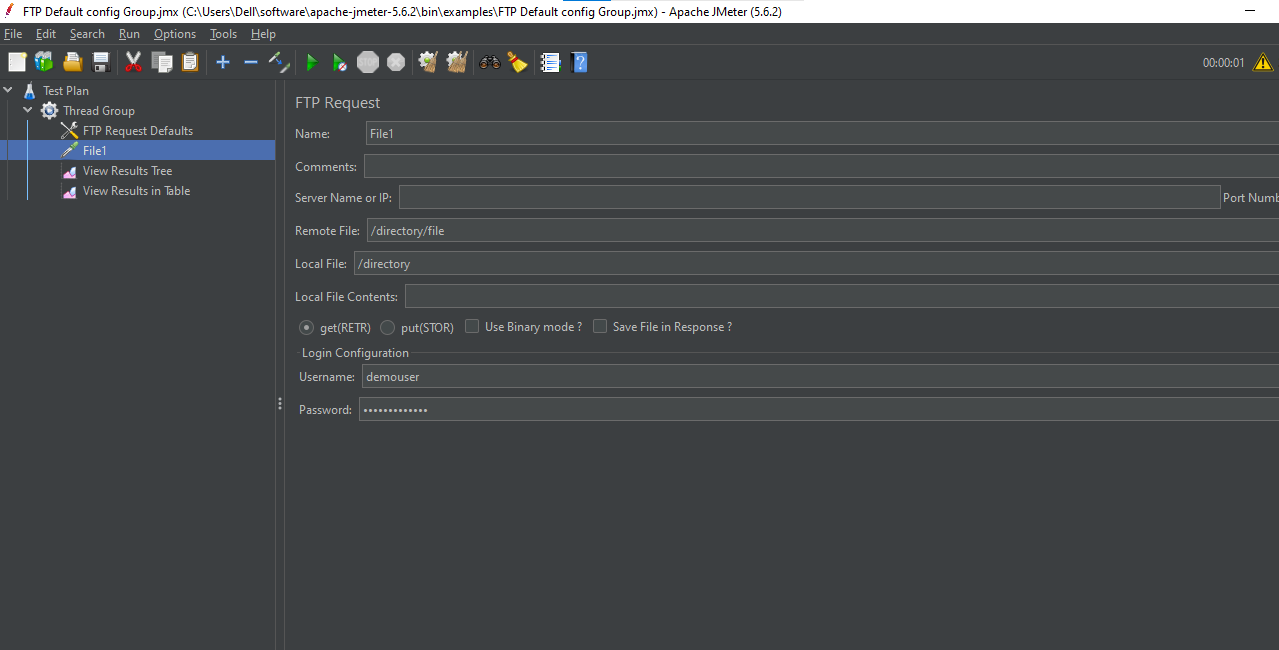 FTP Default config Group.jmx (C:\Users\Dell\software\apache-jmeter-5.6.2\bin\examples\FTP Default config Group.jmx) - Apache JMeter (5.6.2)
File Edit Search Run Options Tools Help
STOP 00:00:01
Test Plan
Thread Group
FTP Request Defaults
File1
View Results Tree
View Results in Table
FTP Request
Name: File1
Comments:
Server Name or IP: Port Numb
Remote File: /directory/file
Local File: /directory
Local File Contents:
get(RETR) put(STOR) Use Binary mode ? Save File in Response ?
Login Configuration
Username: demouser
Password: •••••••••••••